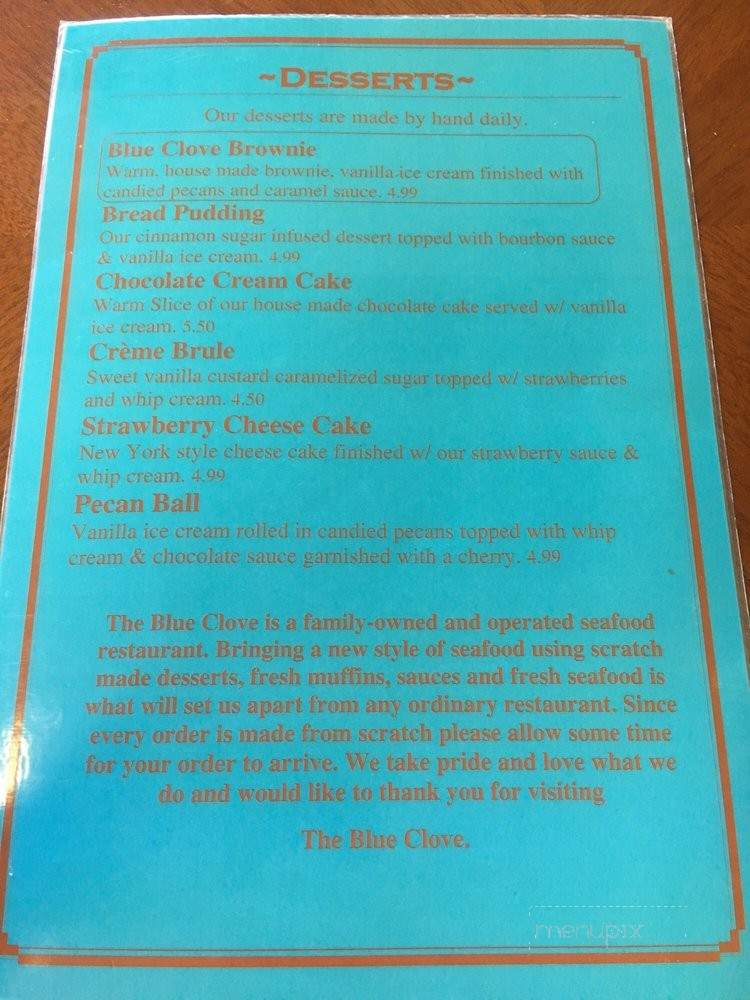 ~DESSERTS~
Our desserts are made by hand daily.
Blue Clove Brownie
Warm, house made brownie, vanilla ice cream finished with
candied pecans and caramel sauce. 4.99
Bread Pudding
Our cinnamon sugar infused dessert topped with bourbon sauce
& vanilla ice cream. 4.99
Chocolate Cream Cake
Warm Slice of our house made chocolate cake served w/ vanilla
ice cream. 5.50
Crème Brule
Sweet vanilla custard caramelized sugar topped w/ strawberries
and whip cream. 4.50
Strawberry Cheese Cake
New York style cheese cake finished w/ our strawberry sauce &
whip cream. 4.99
Pecan Ball
Vanilla ice cream rolled in candied pecans topped with whip
cream & chocolate sauce garnished with a cherry. 4.99
The Blue Clove is a family-owned and operated seafood
restaurant. Bringing a new style of seafood using scratch
made desserts, fresh muffins, sauces and fresh seafood is
what will set us apart from any ordinary restaurant. Since
every order is made from scratch please allow some time
for your order to arrive. We take pride and love what we
do and would like to thank you for visiting
The Blue Clove.
menupix